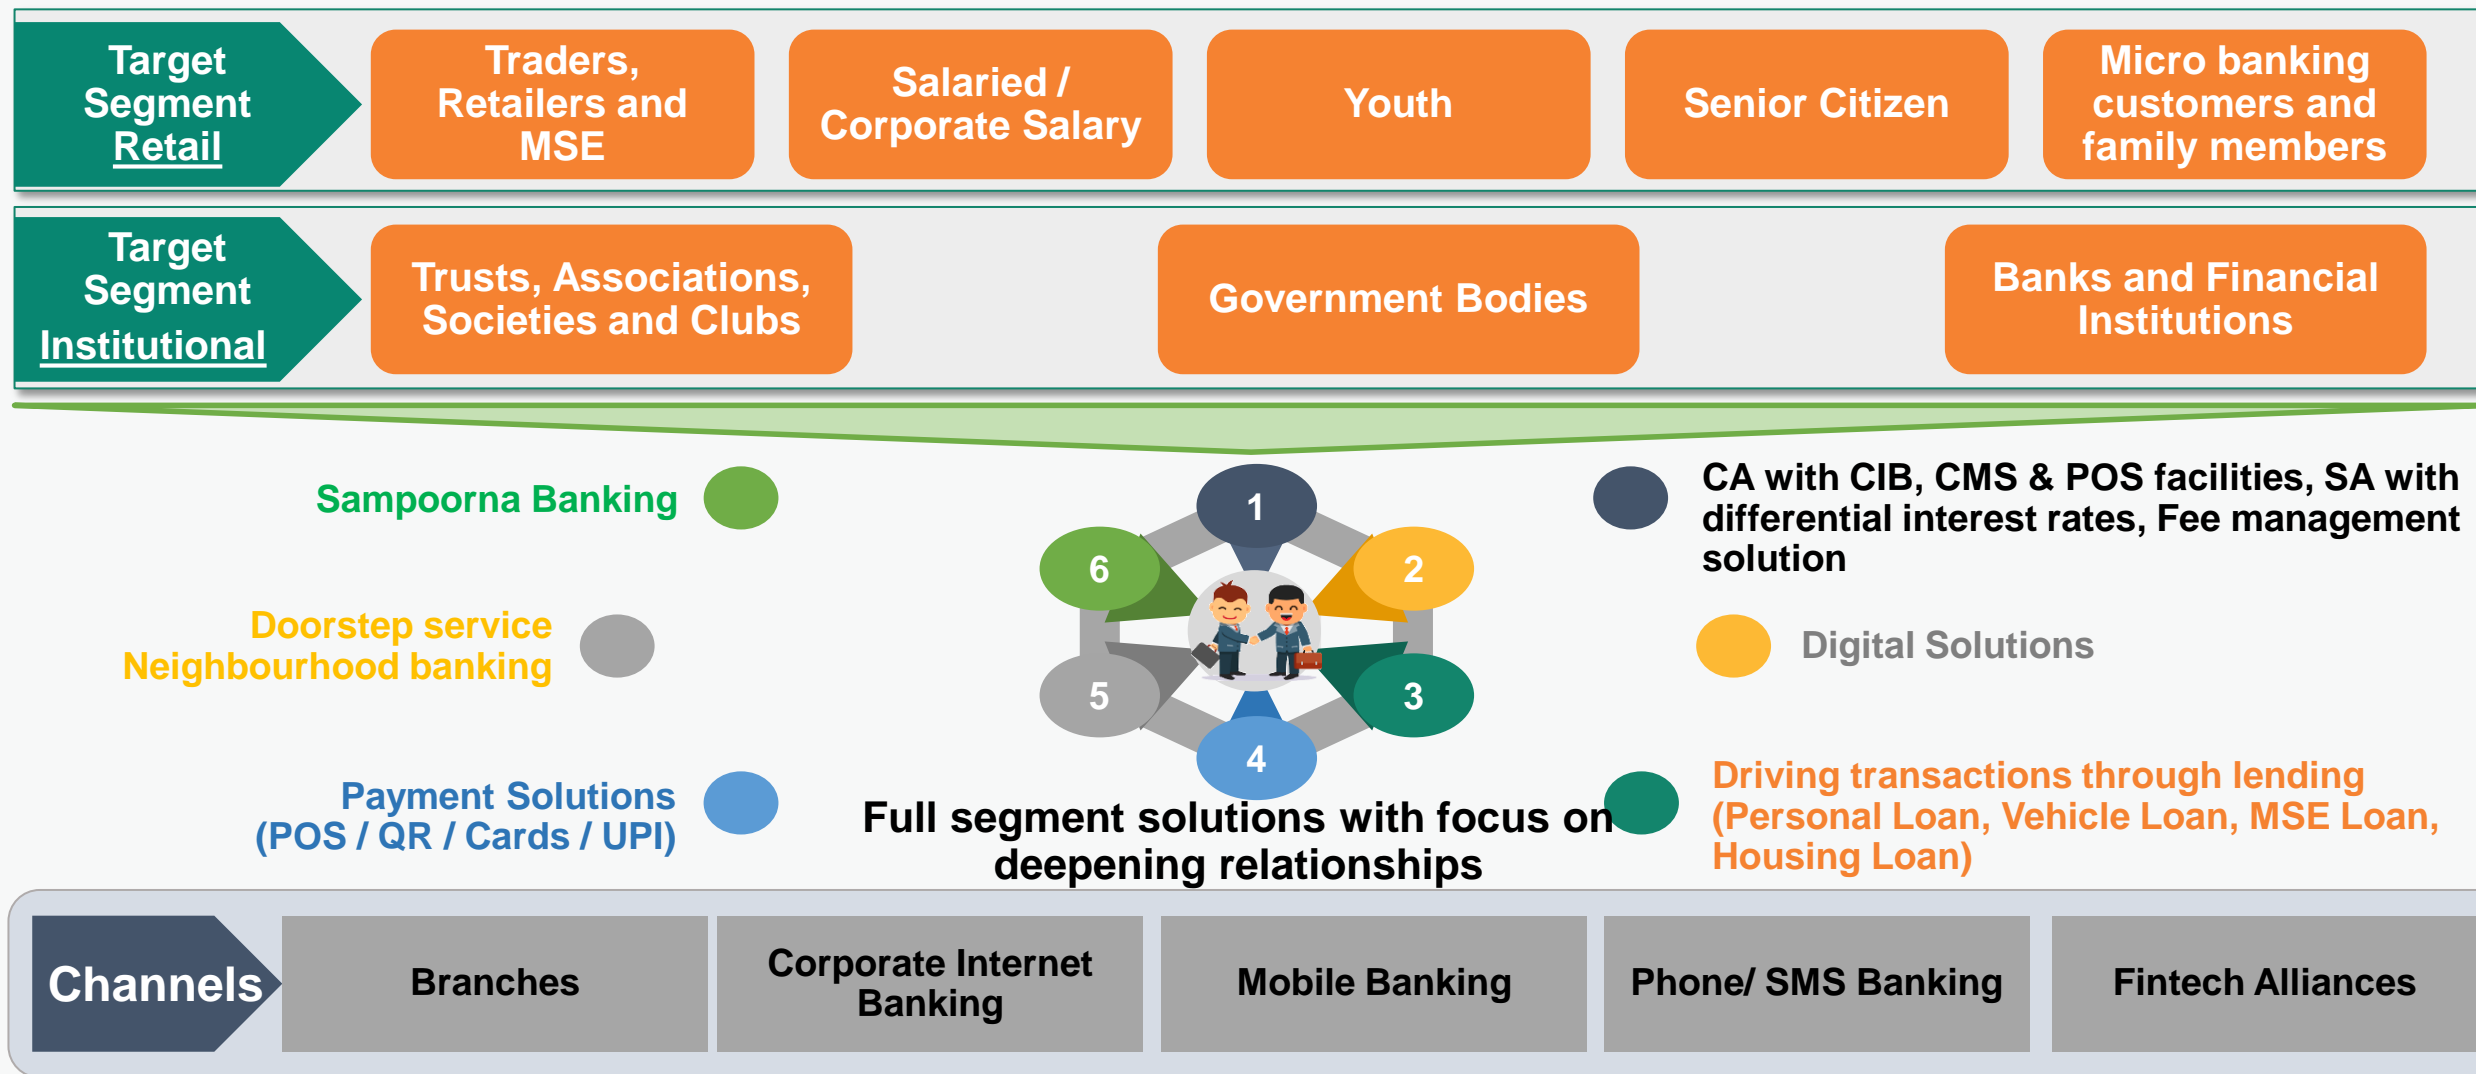 Target
Segment
Retail
Traders,
Retailers and
MSE
Salaried /
Corporate Salary
Youth
Senior Citizen
Micro banking
customers and
family members
Target
Segment
Institutional
Trusts, Associations,
Societies and Clubs
Government Bodies
Banks and Financial
Institutions
Sampoorna Banking
Doorstep service
Neighbourhood banking
Payment Solutions
(POS / QR / Cards / UPI)
1
2
3
4
5
6
Full segment solutions with focus on
deepening relationships
CA with CIB, CMS & POS facilities, SA with
differential interest rates, Fee management
solution
Digital Solutions
Driving transactions through lending
(Personal Loan, Vehicle Loan, MSE Loan,
Housing Loan)
Channels
Branches
Corporate Internet
Banking
Mobile Banking
Phone/ SMS Banking
Fintech Alliances